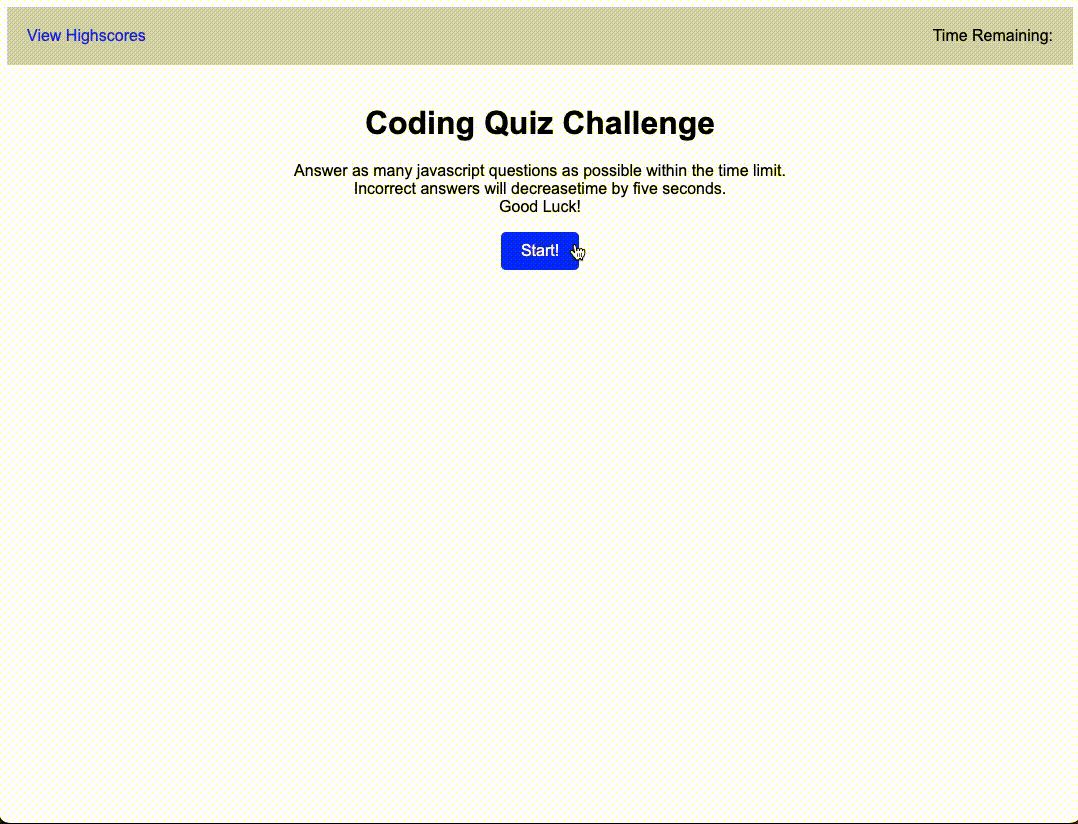 View Highscores
Time Remaining:
Coding Quiz Challenge
Answer as many javascript questions as possible within the time limit.
Incorrect answers will decreasetime by five seconds.
Good Luck!
Start!